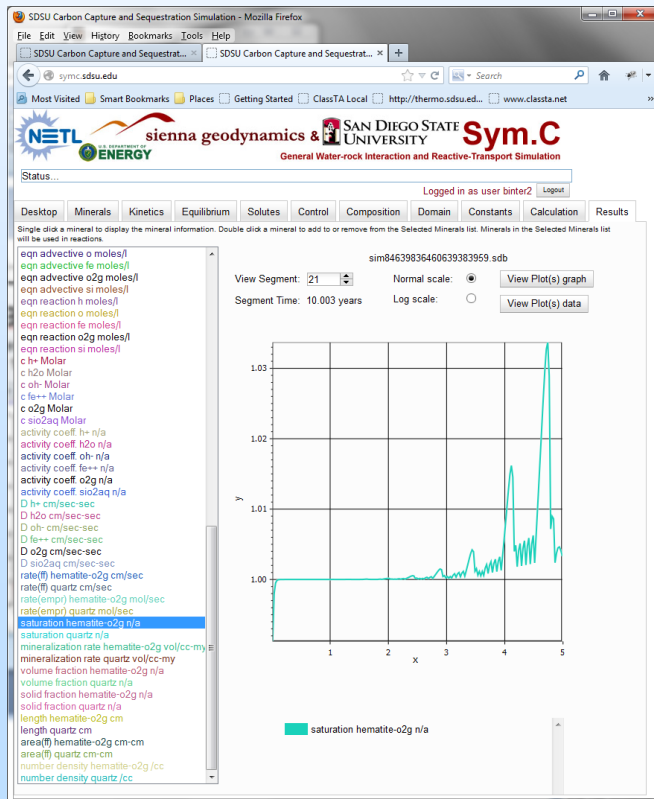 SDSU Carbon Capture and Sequestration Simulation - Mozilla Firefox
File Edit View History Bookmarks Tools Help
SDSU Carbon Capture and Sequestrat... × SDSU Carbon Capture and Sequestrat... × +
symc.sdsu.edu
Search
Most Visited Smart Bookmarks Places Getting Started ClassTA Local http://thermo.sdsu.ed... www.classta.net »
NETL U.S. DEPARTMENT OF ENERGY sienna geodynamics & SAN DIEGO STATE UNIVERSITY Sym.C
General Water-rock Interaction and Reactive-Transport Simulation
Status...
Logged in as user binter2 Logout
Desktop Minerals Kinetics Equilibrium Solutes Control Composition Domain Constants Calculation Results
Single click a mineral to display the mineral information. Double click a mineral to add to or remove from the Selected Minerals list. Minerals in the Selected Minerals list
will be used in reactions.
eqn advective o moles/l
eqn advective fe moles/l
eqn advective o2g moles/l
eqn advective si moles/l
eqn reaction h moles/l
eqn reaction o moles/l
eqn reaction fe moles/l
eqn reaction o2g moles/l
eqn reaction si moles/l
c h+ Molar
c h2o Molar
c oh- Molar
c fe++ Molar
c o2g Molar
c sio2aq Molar
activity coeff. h+ n/a
activity coeff. h2o n/a
activity coeff. oh- n/a
activity coeff. fe++ n/a
activity coeff. o2g n/a
activity coeff. sio2aq n/a
D h+ cm/sec-sec
D h2o cm/sec-sec
D oh- cm/sec-sec
D fe++ cm/sec-sec
D o2g cm/sec-sec
D sio2aq cm/sec-sec
rate(ff) hematite-o2g cm/sec
rate(ff) quartz cm/sec
rate(empr) hematite-o2g mol/sec
rate(empr) quartz mol/sec
saturation hematite-o2g n/a
saturation quartz n/a
mineralization rate hematite-o2g vol/cc-my
mineralization rate quartz vol/cc-my
volume fraction hematite-o2g n/a
volume fraction quartz n/a
solid fraction hematite-o2g n/a
solid fraction quartz n/a
length hematite-o2g cm
length quartz cm
area(ff) hematite-o2g cm-cm
area(ff) quartz cm-cm
number density hematite-o2g /cc
number density quartz /cc
sim8463983646063938395​9.sdb
View Segment: 21 Normal scale: View Plot(s) graph
Segment Time: 10.003 years Log scale: View Plot(s) data
1.03
1.02
1.01
1.00
y
1 2 3 4 5
x
saturation hematite-o2g n/a